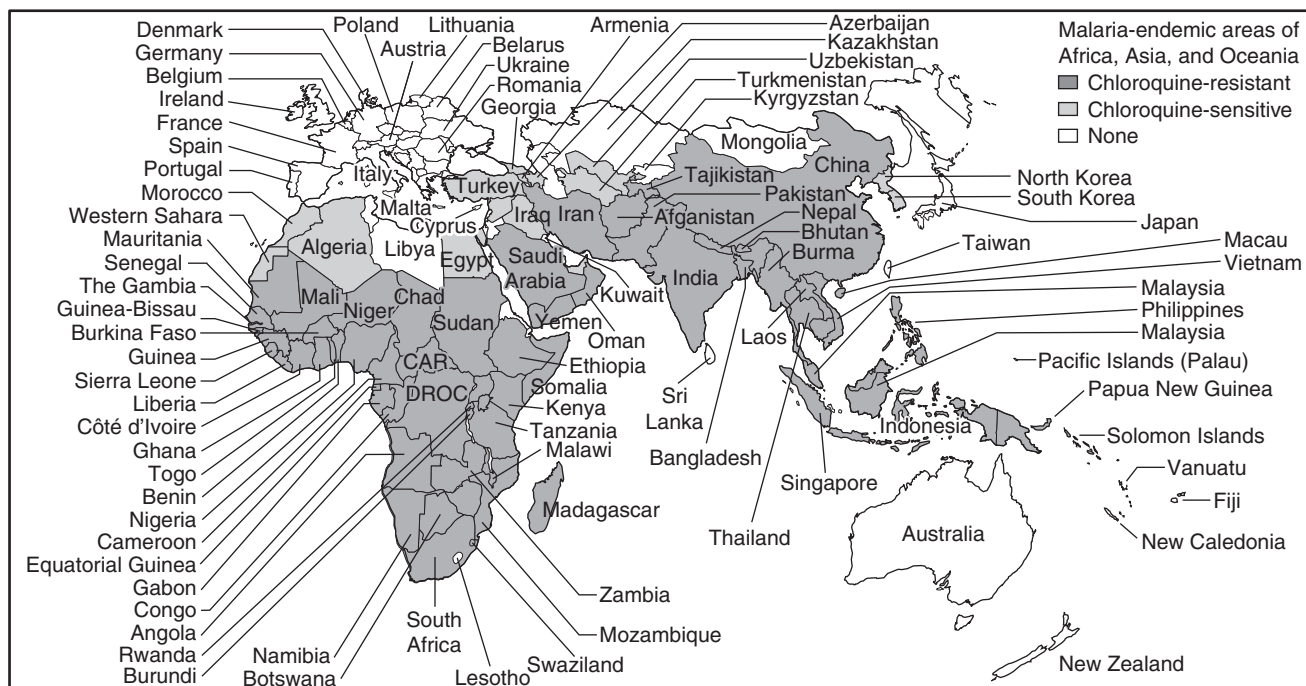 Denmark
Germany
Belgium
Ireland
France
Spain
Portugal
Morocco
Western Sahara
Mauritania
Senegal
The Gambia
Guinea-Bissau
Burkina Faso
Guinea
Sierra Leone
Liberia
Côté d'Ivoire
Ghana
Togo
Benin
Nigeria
Cameroon
Equatorial Guinea
Gabon
Congo
Angola
Rwanda
Burundi
Poland
Lithuania
Austria
Belarus
Ukraine
Romania
Georgia
Armenia
Azerbaijan
Kazakhstan
Uzbekistan
Turkmenistan
Kyrgyzstan
Italy
Malta
Cyprus
Turkey
Algeria
Libya
Egypt
Iraq
Iran
Saudi
Arabia
Kuwait
Yemen
Oman
Mali
Niger
Chad
Sudan
CAR
DROC
Ethiopia
Somalia
Kenya
Tanzania
Malawi
Madagascar
Zambia
Mozambique
Swaziland
Lesotho
South
Africa
Namibia
Botswana
Mongolia
China
Tajikistan
Pakistan
Afganistan
Nepal
Bhutan
Burma
India
Sri
Lanka
Bangladesh
Laos
Thailand
Singapore
Indonesia
North Korea
South Korea
Japan
Taiwan
Macau
Vietnam
Malaysia
Philippines
Malaysia
Pacific Islands (Palau)
Papua New Guinea
Solomon Islands
Vanuatu
Fiji
New Caledonia
Australia
New Zealand
Malaria-endemic areas of
Africa, Asia, and Oceania
Chloroquine-resistant
Chloroquine-sensitive
None